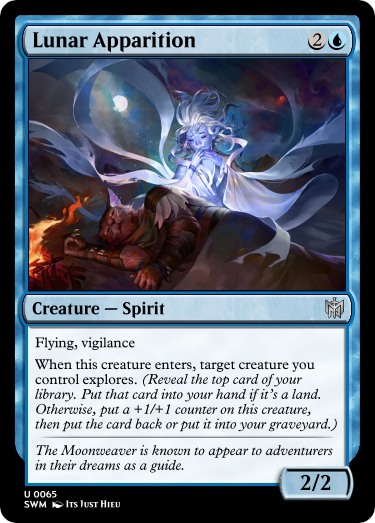 Lunar Apparition 2
Creature — Spirit
Flying, vigilance
When this creature enters, target creature you
control explores. (Reveal the top card of your
library. Put that card into your hand if it's a land.
Otherwise, put a +1/+1 counter on this creature,
then put the card back or put it into your graveyard.)
The Moonweaver is known to appear to adventurers
in their dreams as a guide.
2/2
U 0065
SWM Its Just Hieu